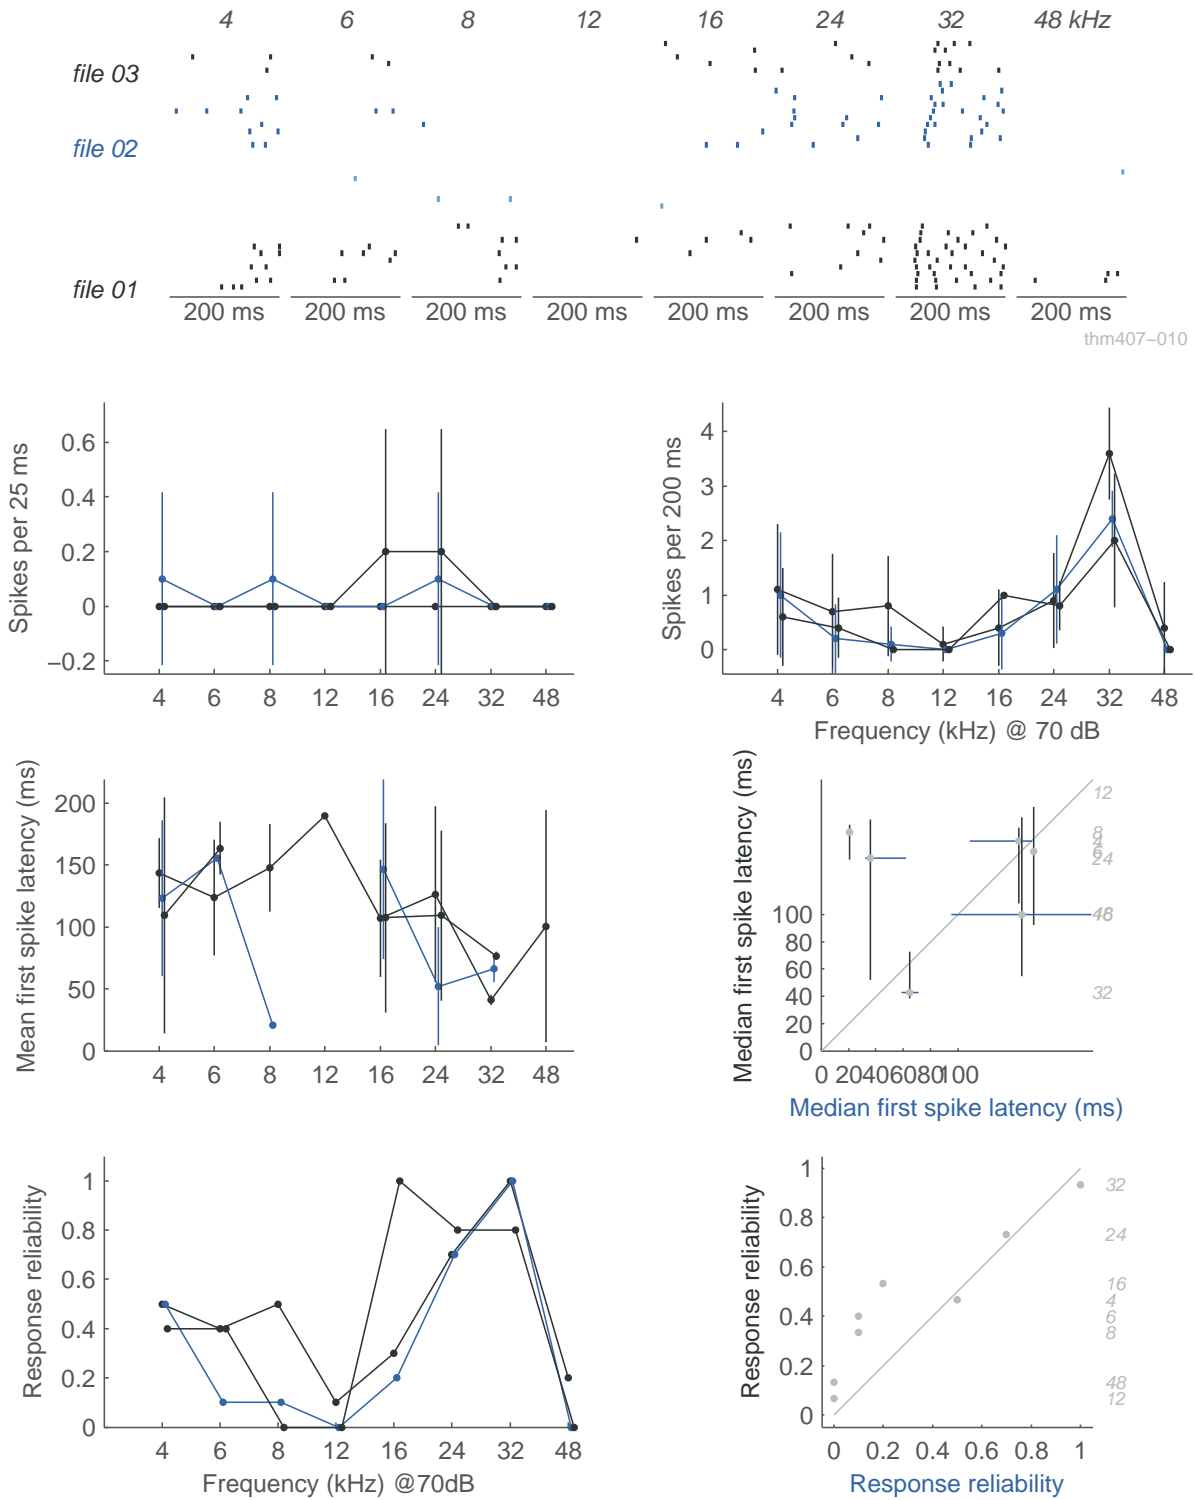 4 6 8 12 16 24 32 48 kHz
file 03
file 02
file 01
200 ms 200 ms 200 ms 200 ms 200 ms 200 ms 200 ms
thm407–010
Spikes per 25 ms
0.6
0.4
0.2
0
–0.2
4 6 8 12 16 24 32 48
Spikes per 200 ms
4
3
2
1
0
4 6 8 12 16 24 32 48
Frequency (kHz) @ 70 dB
Mean first spike latency (ms)
200
150
100
50
0
4 6 8 12 16 24 32 48
Median first spike latency (ms)
100
80
60
40
20
0
0 20 40 60 80 100
12
8
4
6
24
32
Median first spike latency (ms)
Response reliability
1
0.8
0.6
0.4
0.2
0
4 6 8 12 16 24 32 48
Frequency (kHz) @70dB
Response reliability
1
0.8
0.6
0.4
0.2
0
0 0.2 0.4 0.6 0.8 1
32
24
16
4
6
8
48
12
Response reliability